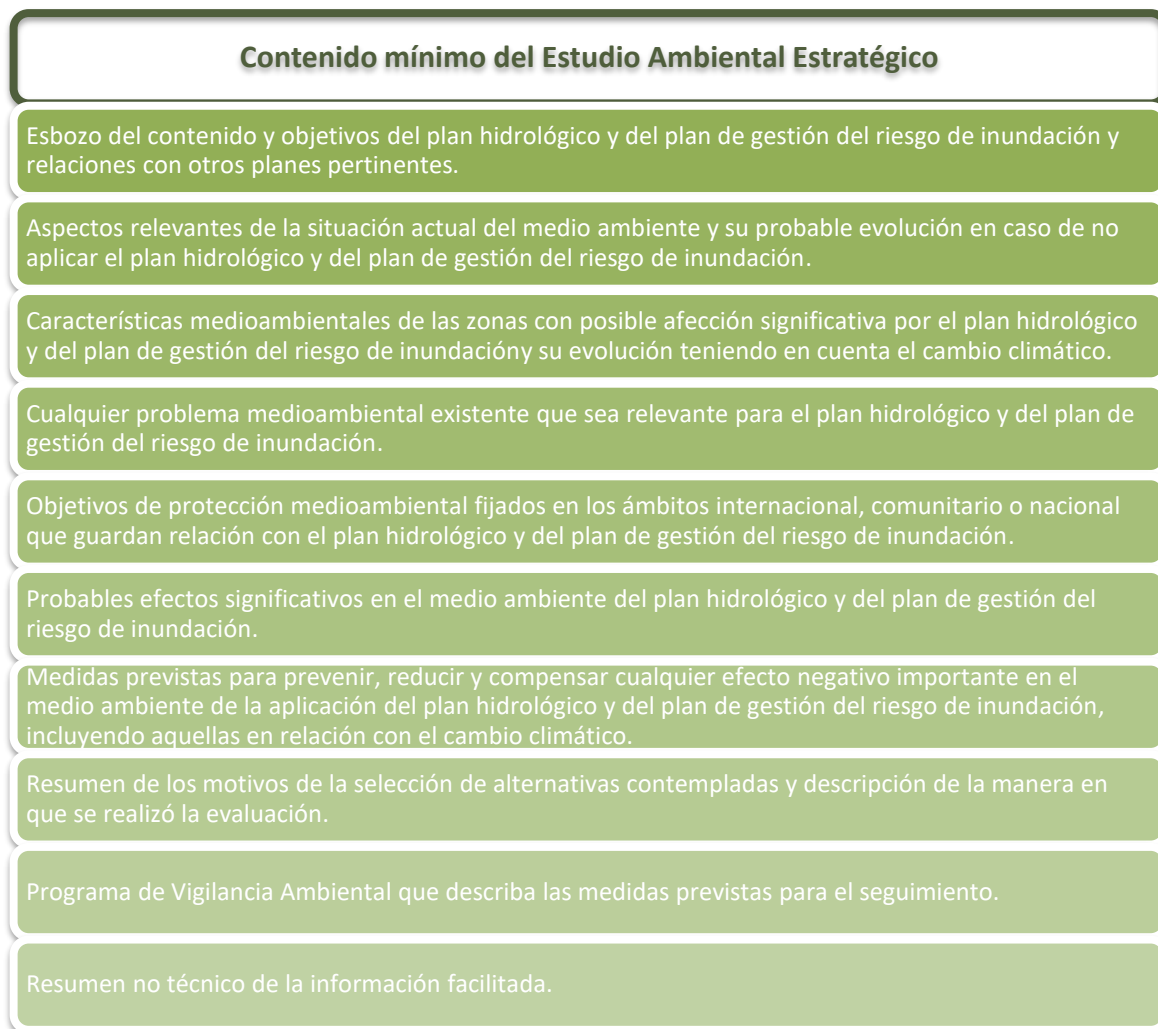 Contenido mínimo del Estudio Ambiental Estratégico
Esbozo del contenido y objetivos del plan hidrológico y del plan de gestión del riesgo de inundación y
relaciones con otros planes pertinentes.
Aspectos relevantes de la situación actual del medio ambiente y su probable evolución en caso de no
aplicar el plan hidrológico y del plan de gestión del riesgo de inundación.
Características medioambientales de las zonas con posible afección significativa por el plan hidrológico
y del plan de gestión del riesgo de inundacióny su evolución teniendo en cuenta el cambio climático.
Cualquier problema medioambiental existente que sea relevante para el plan hidrológico y del plan de
gestión del riesgo de inundación.
Objetivos de protección medioambiental fijados en los ámbitos internacional, comunitario o nacional
que guardan relación con el plan hidrológico y del plan de gestión del riesgo de inundación.
Probables efectos significativos en el medio ambiente del plan hidrológico y del plan de gestión del
riesgo de inundación.
Medidas previstas para prevenir, reducir y compensar cualquier efecto negativo importante en el
medio ambiente de la aplicación del plan hidrológico y del plan de gestión del riesgo de inundación,
incluyendo aquellas en relación con el cambio climático.
Resumen de los motivos de la selección de alternativas contempladas y descripción de la manera en
que se realizó la evaluación.
Programa de Vigilancia Ambiental que describa las medidas previstas para el seguimiento.
Resumen no técnico de la información facilitada.